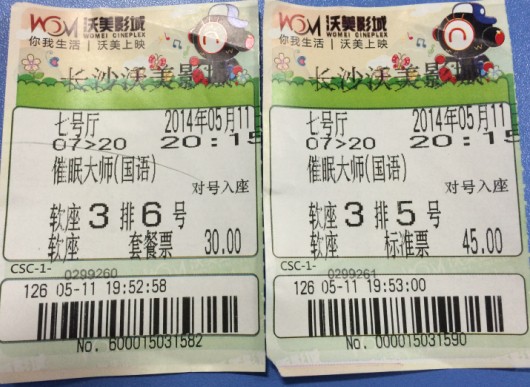 WOM 沃美影城
WOMEI CINEPLEX
你我生活 | 沃美上映
长沙沃美影城
七号厅 2014年05月11
07>20 20:15
催眠大师(国语)
对号入座
软座 3 排 6 号
软座 套餐票 30.00
CSC-1-
0299260
126 05-11 19:52:58
No. 600015031582
WOM 沃美影城
WOMEI CINEPLEX
你我生活 | 沃美上映
长沙沃美影城
七号厅 2014年05月11
07>20 20:15
催眠大师(国语)
对号入座
软座 3 排 5 号
软座 标准票 45.00
CSC-1-
0299261
126 05-11 19:53:00
No. 000015031590